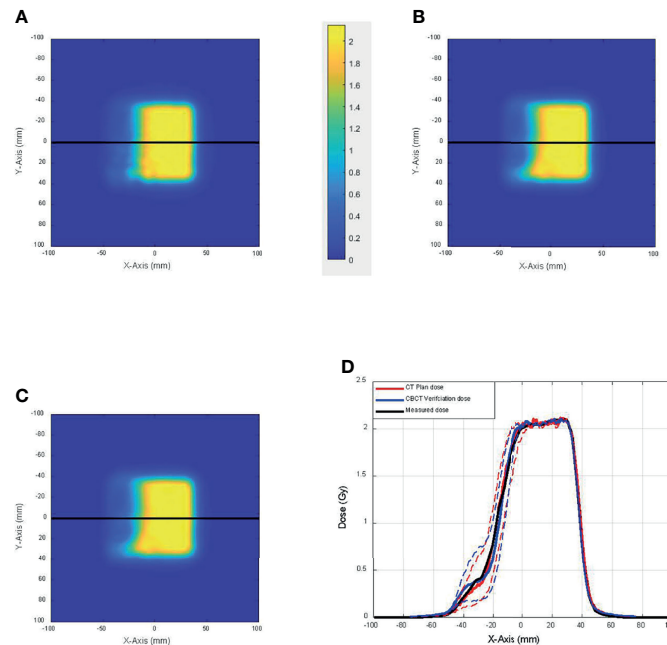 A
B
-100
-80
-60
-40
-20
0
20
40
60
80
100
Y-Axis (mm)
-100 -50 0 50 100
X-Axis (mm)
2
1.8
1.6
1.4
1.2
1
0.8
0.6
0.4
0.2
0
-100
-80
-60
-40
-20
0
20
40
60
80
100
Y-Axis (mm)
-100 -50 0 50 100
X-Axis (mm)
C
D
-100
-80
-60
-40
-20
0
20
40
60
80
100
Y-Axis (mm)
-100 -50 0 50 100
X-Axis (mm)
CT Plan dose
CBCT Verifciation dose
Measured dose
2.5
2
1.5
1
0.5
0
Dose (Gy)
-100 -80 -60 -40 -20 0 20 40 60 80 100
X-Axis (mm)